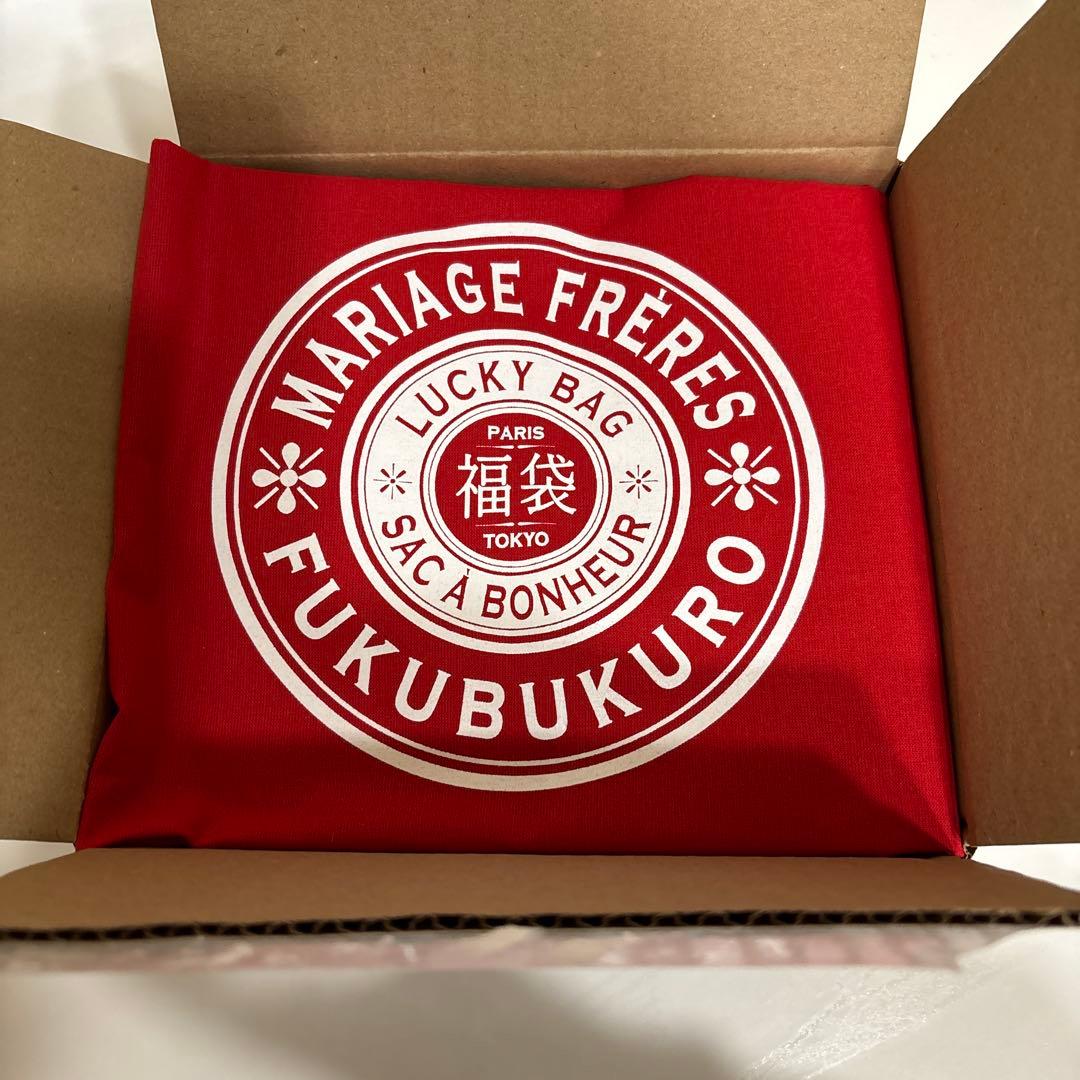 MARIAGE FRÈRES
LUCKY BAG
PARIS
福袋
TOKYO
SAC À BONHEUR
FUKUBUKURO